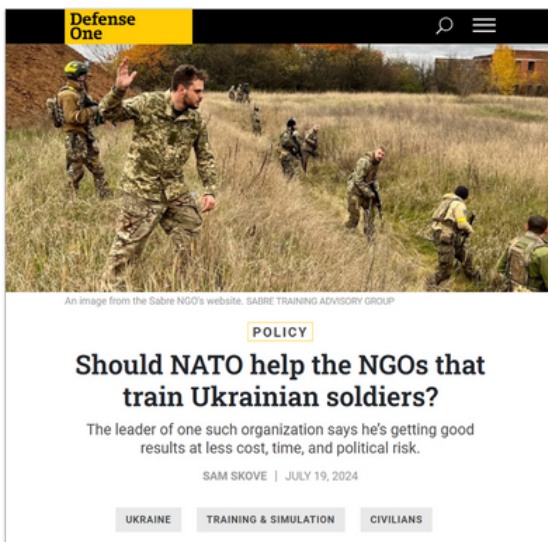 Defense
One
An image from the Sabre NGO's website. SABRE TRAINING ADVISORY GROUP
POLICY
Should NATO help the NGOs that
train Ukrainian soldiers?
The leader of one such organization says he's getting good
results at less cost, time, and political risk.
SAM SKOVE | JULY 19, 2024
UKRAINE
TRAINING & SIMULATION
CIVILIANS